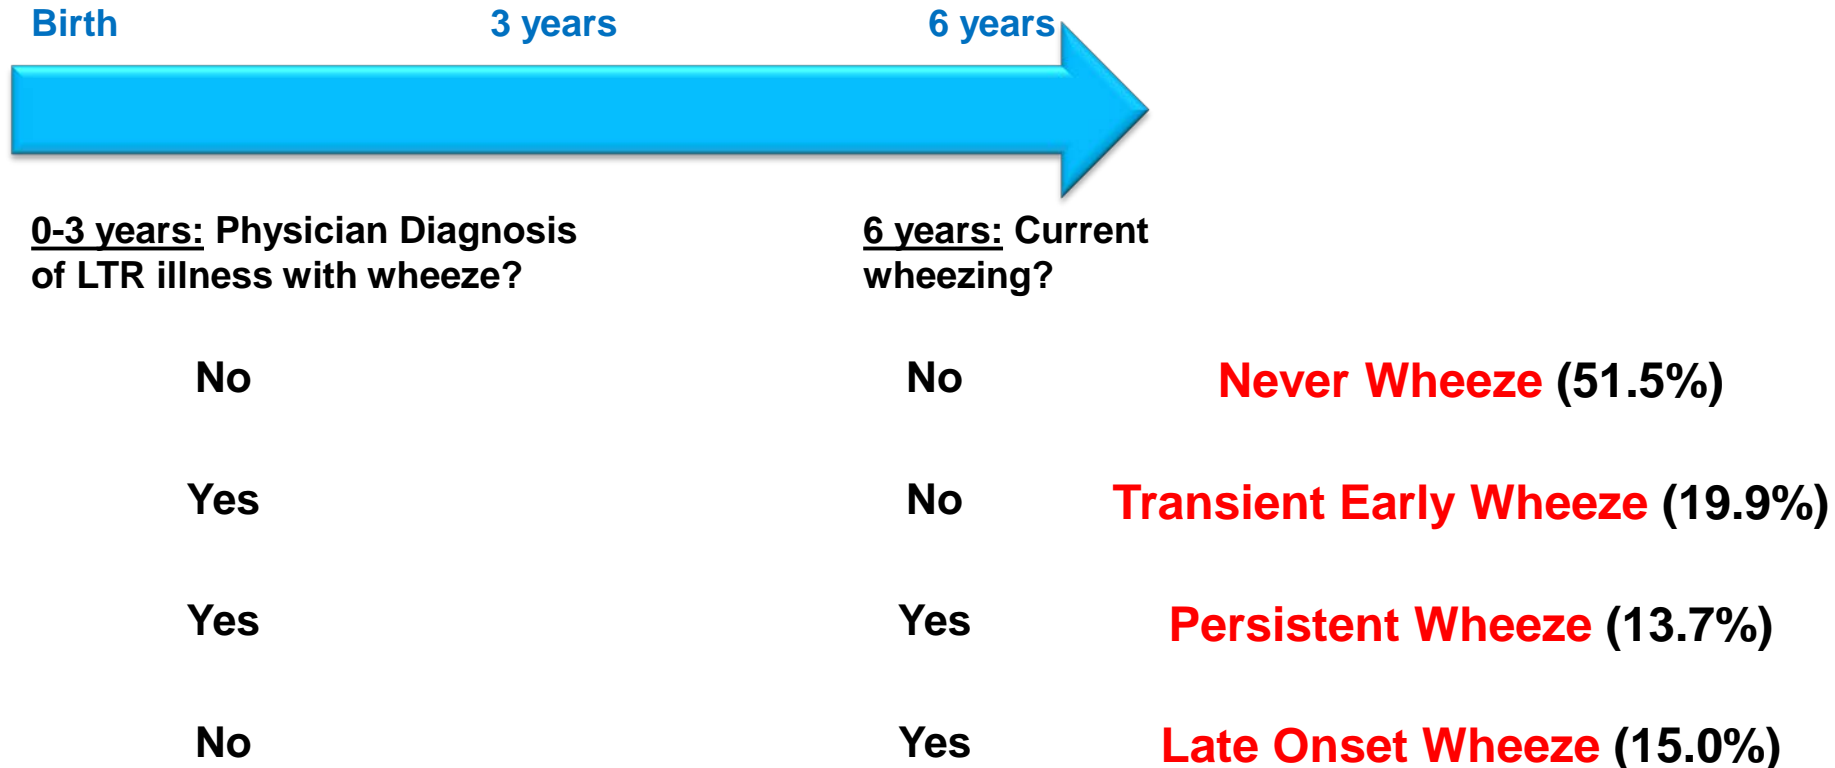 Birth 3 years 6 years
0-3 years: Physician Diagnosis
of LTR illness with wheeze?
6 years: Current
wheezing?
No No Never Wheeze (51.5%)
Yes No Transient Early Wheeze (19.9%)
Yes Yes Persistent Wheeze (13.7%)
No Yes Late Onset Wheeze (15.0%)